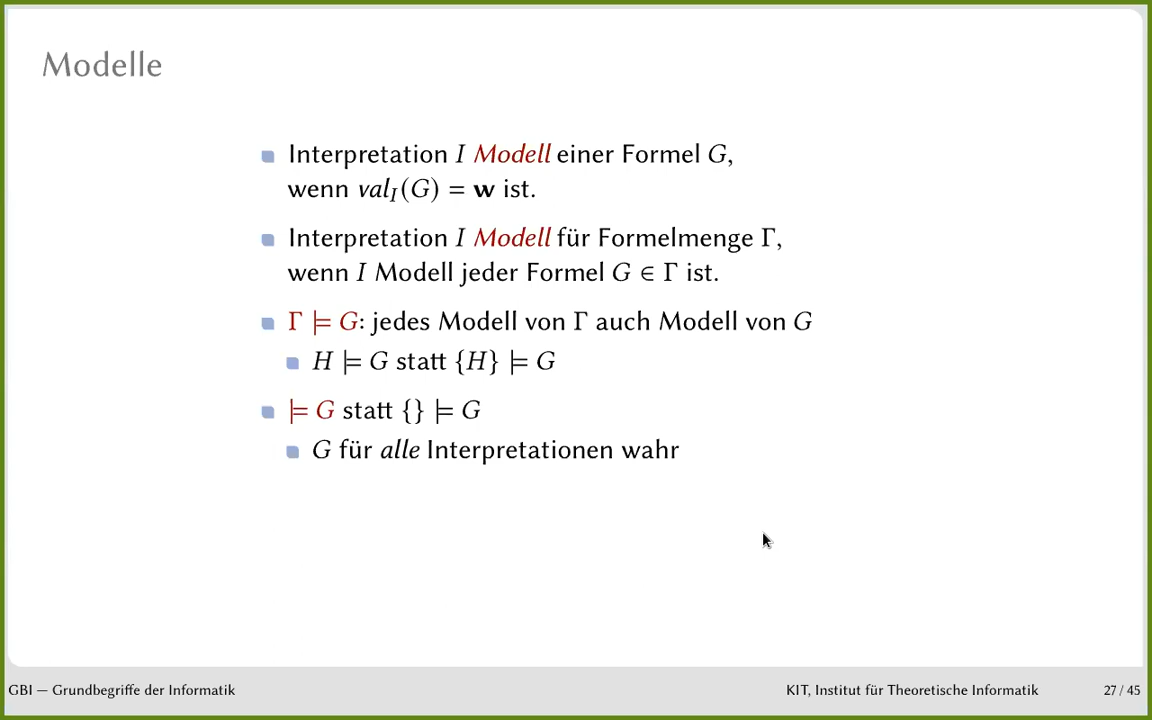 Modelle
Interpretation I Modell einer Formel G,
wenn val_I(G) = w ist.
Interpretation I Modell für Formelmenge Γ,
wenn I Modell jeder Formel G ∈ Γ ist.
Γ ⊨ G: jedes Modell von Γ auch Modell von G
H ⊨ G statt {H} ⊨ G
⊨ G statt {} ⊨ G
G für alle Interpretationen wahr
GBI — Grundbegriffe der Informatik
KIT, Institut für Theoretische Informatik
27 / 45